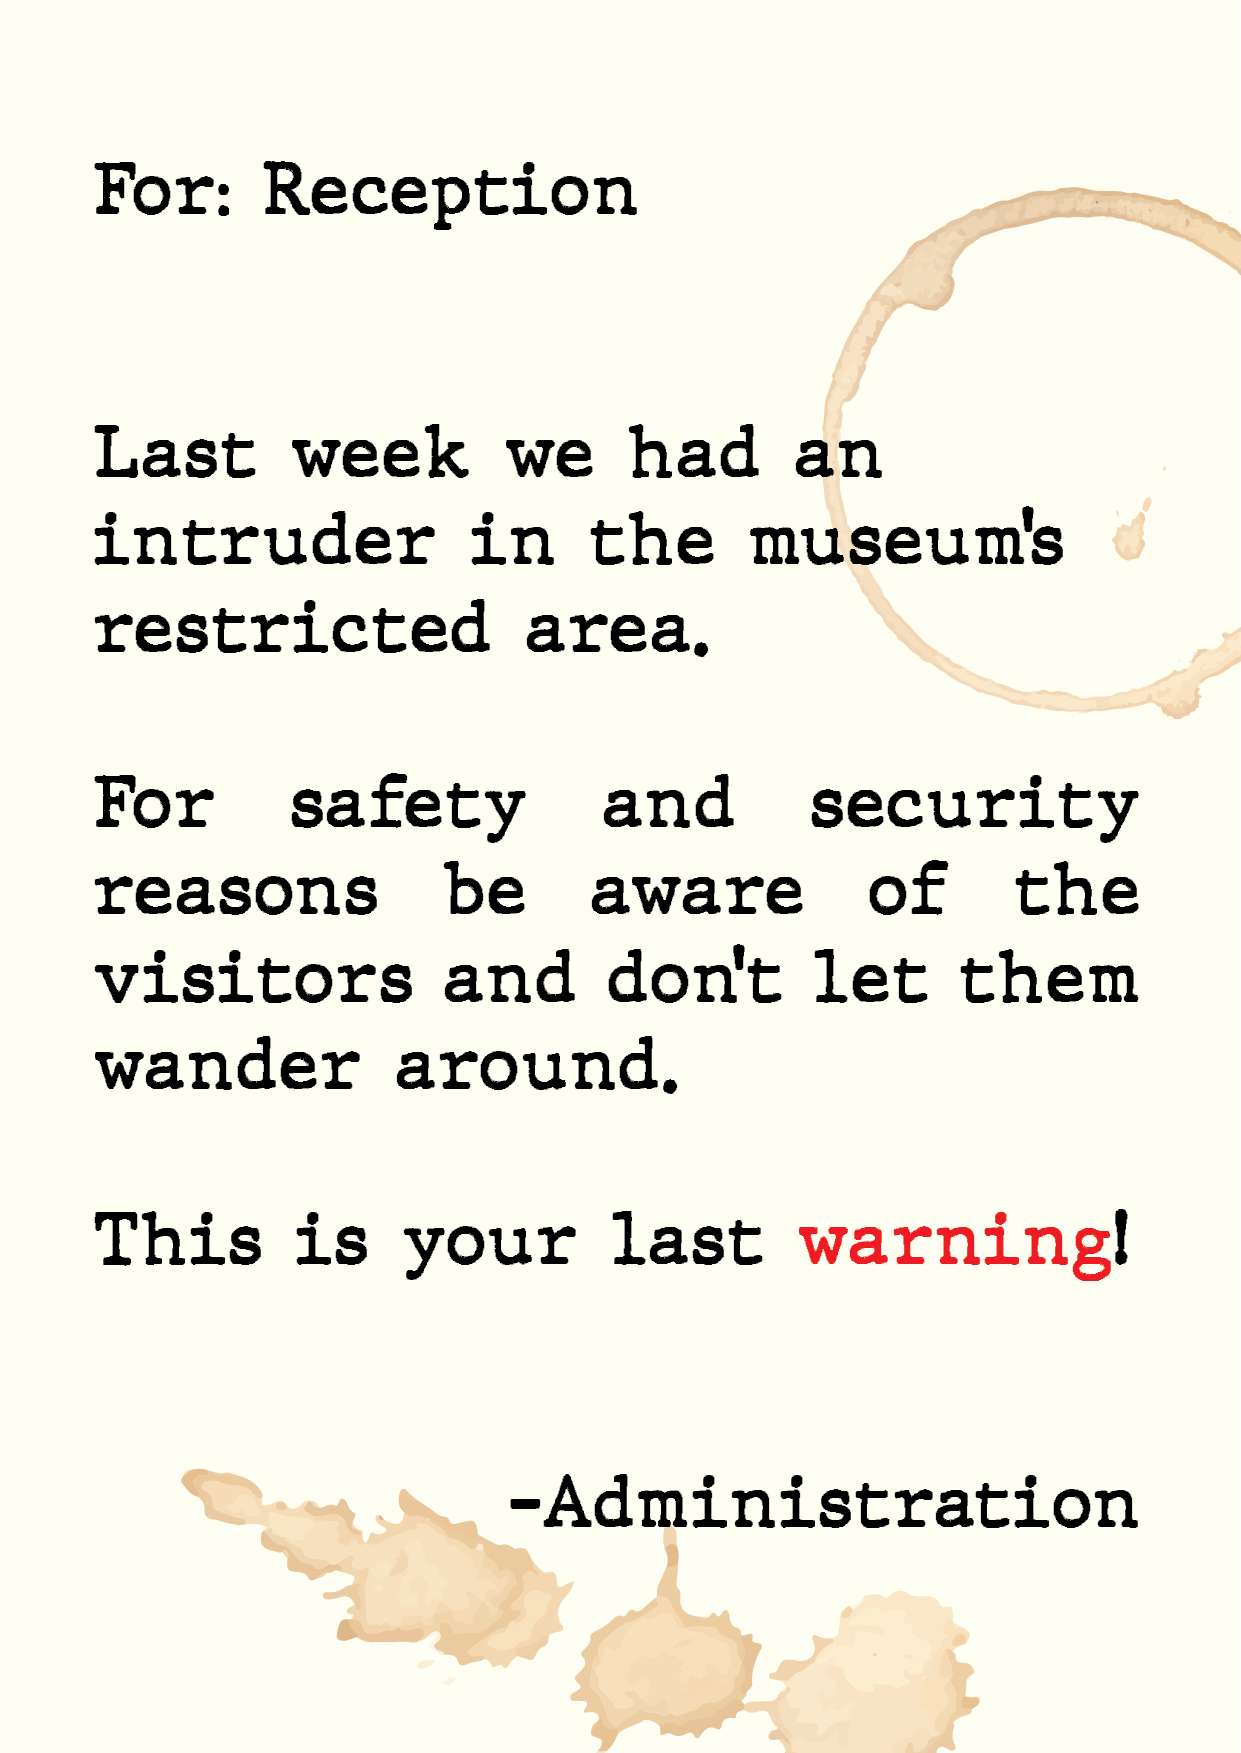 For: Reception
Last week we had an
intruder in the museum's
restricted area.
For safety and security
reasons be aware of the
visitors and don't let them
wander around.
This is your last warning!
-Administration